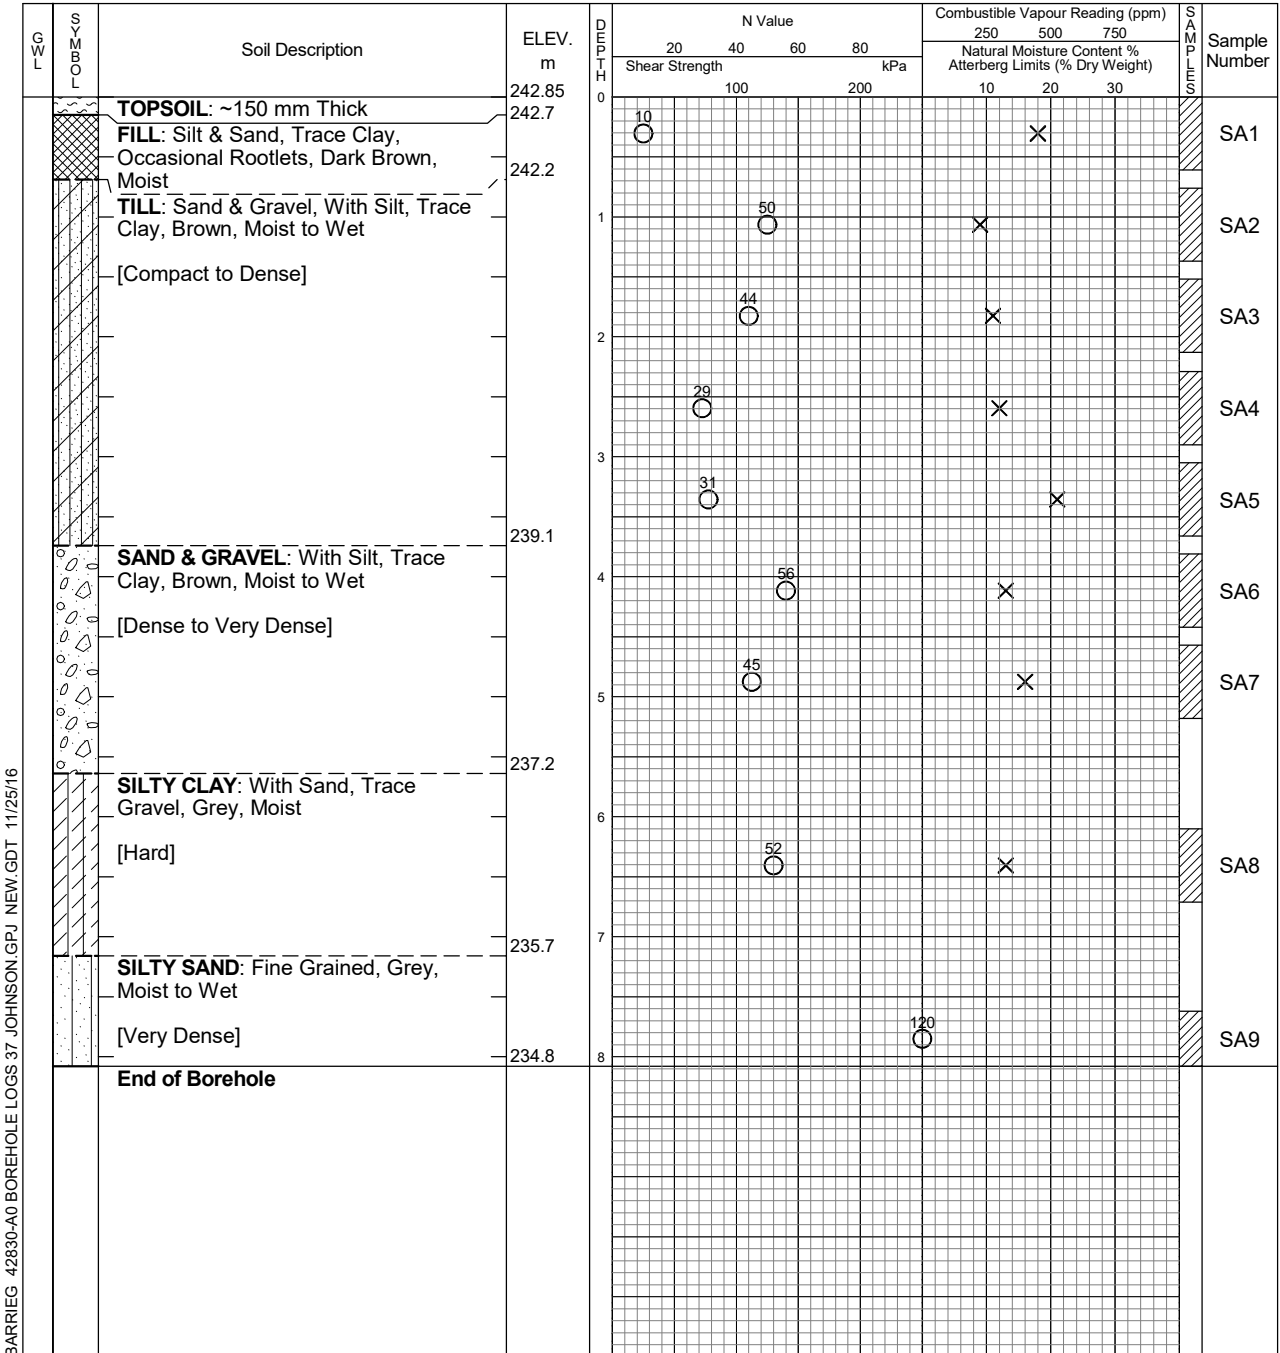 GWL
SYMBOL
Soil Description
ELEV.
m
DEPTH
N Value
20 40 60 80
Shear Strength kPa
100 200
Combustible Vapour Reading (ppm)
250 500 750
Natural Moisture Content %
Atterberg Limits (% Dry Weight)
10 20 30
SAMPLES
Sample
Number
242.85
0
TOPSOIL: ~150 mm Thick
242.7
FILL: Silt & Sand, Trace Clay,
Occasional Rootlets, Dark Brown,
Moist
242.2
10
SA1
TILL: Sand & Gravel, With Silt, Trace
Clay, Brown, Moist to Wet
[Compact to Dense]
1
50
SA2
44
SA3
2
29
SA4
3
31
SA5
239.1
SAND & GRAVEL: With Silt, Trace
Clay, Brown, Moist to Wet
[Dense to Very Dense]
4
56
SA6
45
SA7
5
237.2
SILTY CLAY: With Sand, Trace
Gravel, Grey, Moist
[Hard]
6
52
SA8
7
235.7
SILTY SAND: Fine Grained, Grey,
Moist to Wet
[Very Dense]
120
SA9
234.8
8
End of Borehole
BARRIEG 42830-A0 BOREHOLE LOGS 37 JOHNSON.GPJ NEW.GDT 11/25/16